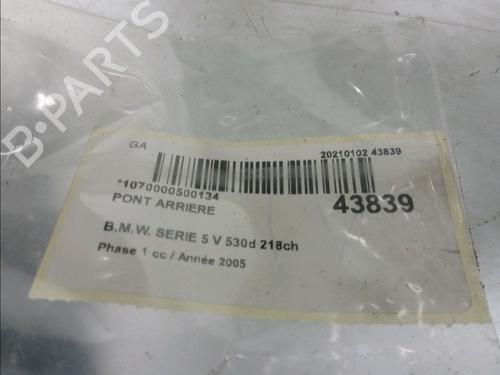 B-PARTS
GA
20210102 43839
*1070000500134
43839
PONT ARRIERE
B.M.W. SERIE 5 V 530d 218ch
Phase 1 cc / Année 2005